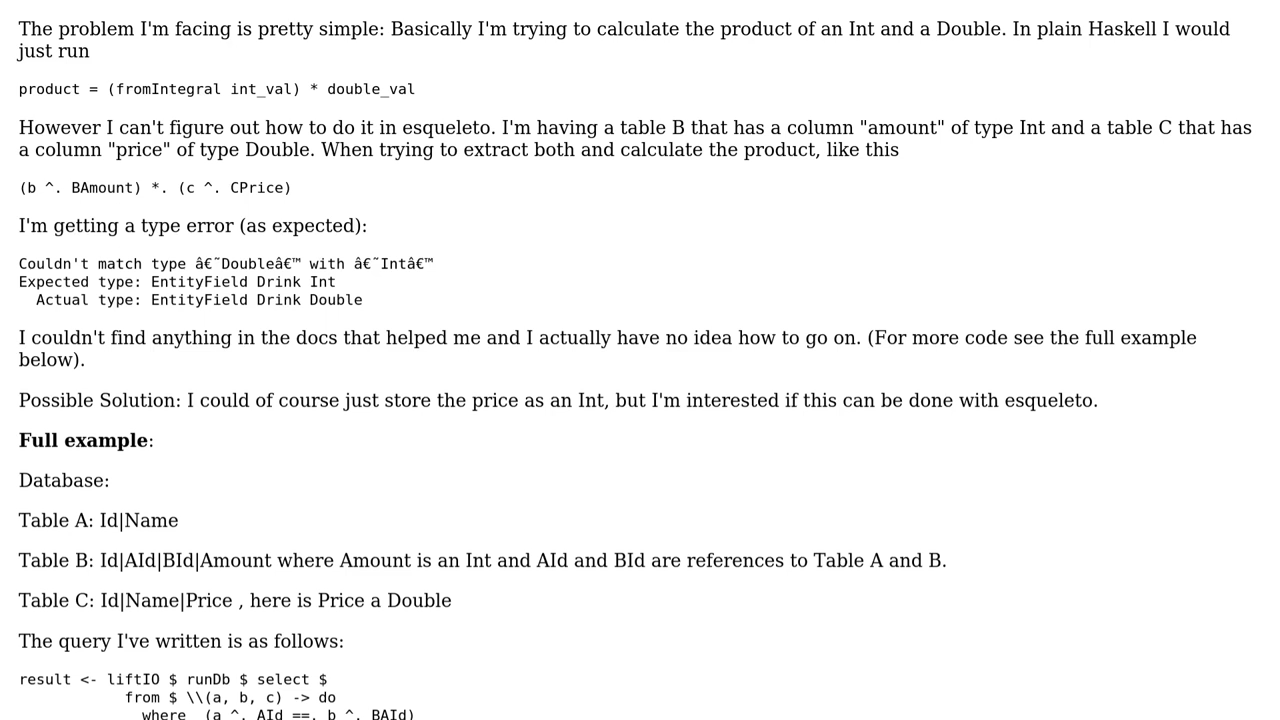 The problem I'm facing is pretty simple: Basically I'm trying to calculate the product of an Int and a Double. In plain Haskell I would
just run
product = (fromIntegral int_val) * double_val
However I can't figure out how to do it in esqueleto. I'm having a table B that has a column "amount" of type Int and a table C that has
a column "price" of type Double. When trying to extract both and calculate the product, like this
(b ^. BAmount) *. (c ^. CPrice)
I'm getting a type error (as expected):
Couldn't match type â€˜Doubleâ€™ with â€˜Intâ€™
Expected type: EntityField Drink Int
  Actual type: EntityField Drink Double
I couldn't find anything in the docs that helped me and I actually have no idea how to go on. (For more code see the full example
below).
Possible Solution: I could of course just store the price as an Int, but I'm interested if this can be done with esqueleto.
Full example:
Database:
Table A: Id|Name
Table B: Id|AId|BId|Amount where Amount is an Int and AId and BId are references to Table A and B.
Table C: Id|Name|Price , here is Price a Double
The query I've written is as follows:
result <- liftIO $ runDb $ select $
            from $ \\(a, b, c) -> do
              where_ (a ^. AId ==. b ^. BAId)